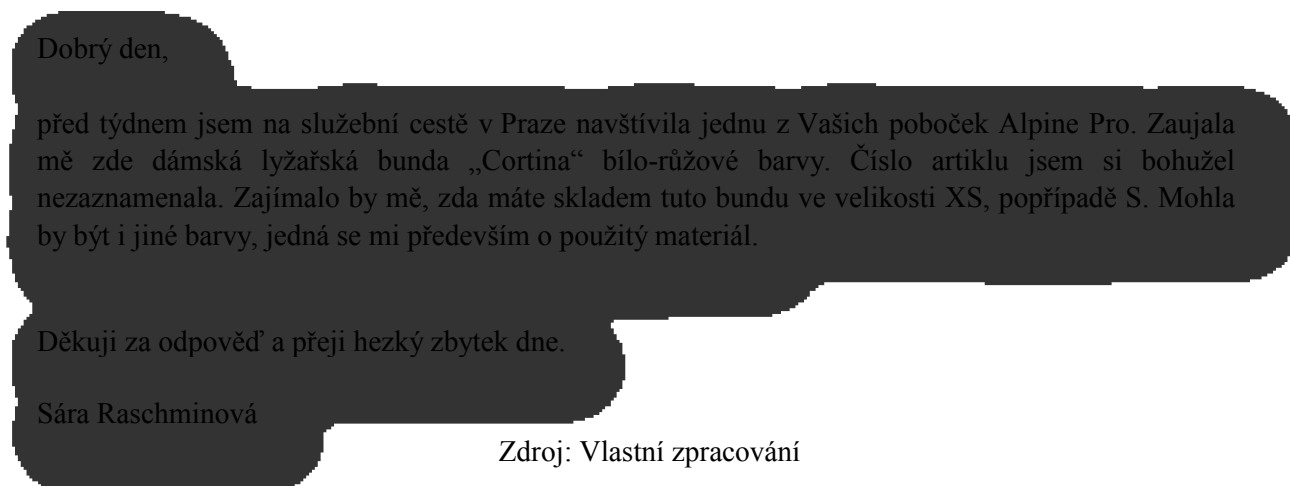 Dobrý den,
před týdnem jsem na služební cestě v Praze navštívila jednu z Vašich poboček Alpine Pro. Zaujala
mě zde dámská lyžařská bunda „Cortina“ bílo-růžové barvy. Číslo artiklu jsem si bohužel
nezaznamenala. Zajímalo by mě, zda máte skladem tuto bundu ve velikosti XS, popřípadě S. Mohla
by být i jiné barvy, jedná se mi především o použitý materiál.
Děkuji za odpověď a přeji hezký zbytek dne.
Sára Raschminová
Zdroj: Vlastní zpracování